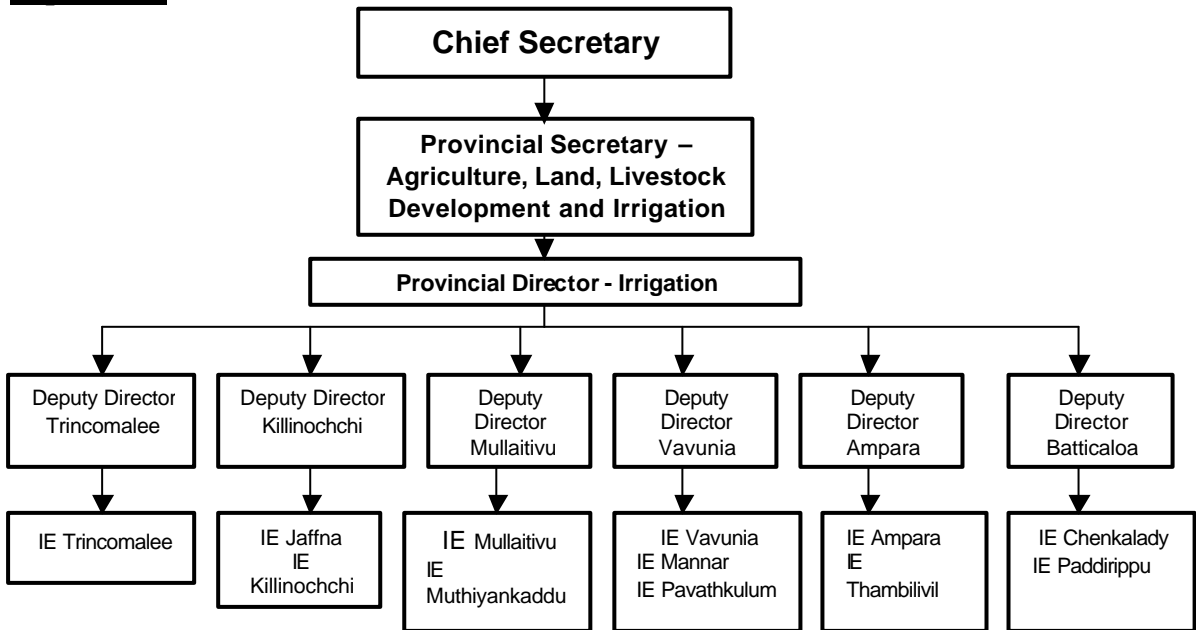 Chief Secretary
Provincial Secretary –
Agriculture, Land, Livestock
Development and Irrigation
Provincial Director - Irrigation
Deputy Director
Trincomalee
Deputy Director
Killinochchi
Deputy
Director
Mullaitivu
Deputy
Director
Vavunia
Deputy
Director
Ampara
Deputy
Director
Batticaloa
IE Trincomalee
IE Jaffna
IE
Killinochchi
IE Mullaitivu
IE
Muthiyankaddu
IE Vavunia
IE Mannar
IE Pavathkulum
IE Ampara
IE
Thambilivil
IE Chenkalady
IE Paddirippu